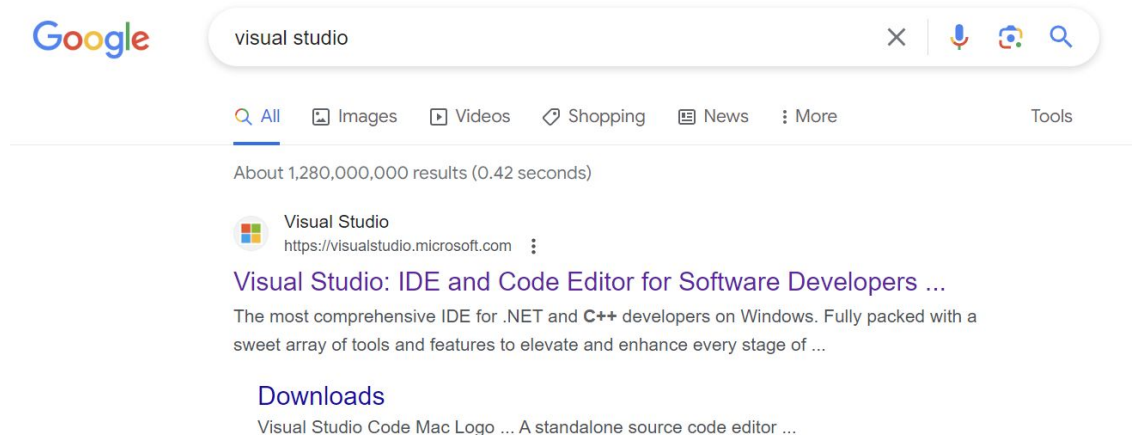 Google
visual studio
All Images Videos Shopping News More Tools
About 1,280,000,000 results (0.42 seconds)
Visual Studio
https://visualstudio.microsoft.com
Visual Studio: IDE and Code Editor for Software Developers ...
The most comprehensive IDE for .NET and C++ developers on Windows. Fully packed with a
sweet array of tools and features to elevate and enhance every stage of ...
Downloads
Visual Studio Code Mac Logo ... A standalone source code editor ...